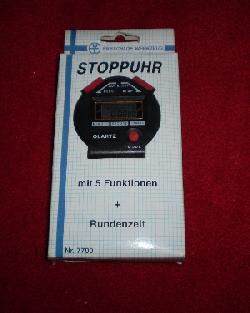 STOPPUHR
QUARTZ
mit 5 Funktionen
+
Rundenzeit
Nr. 7700